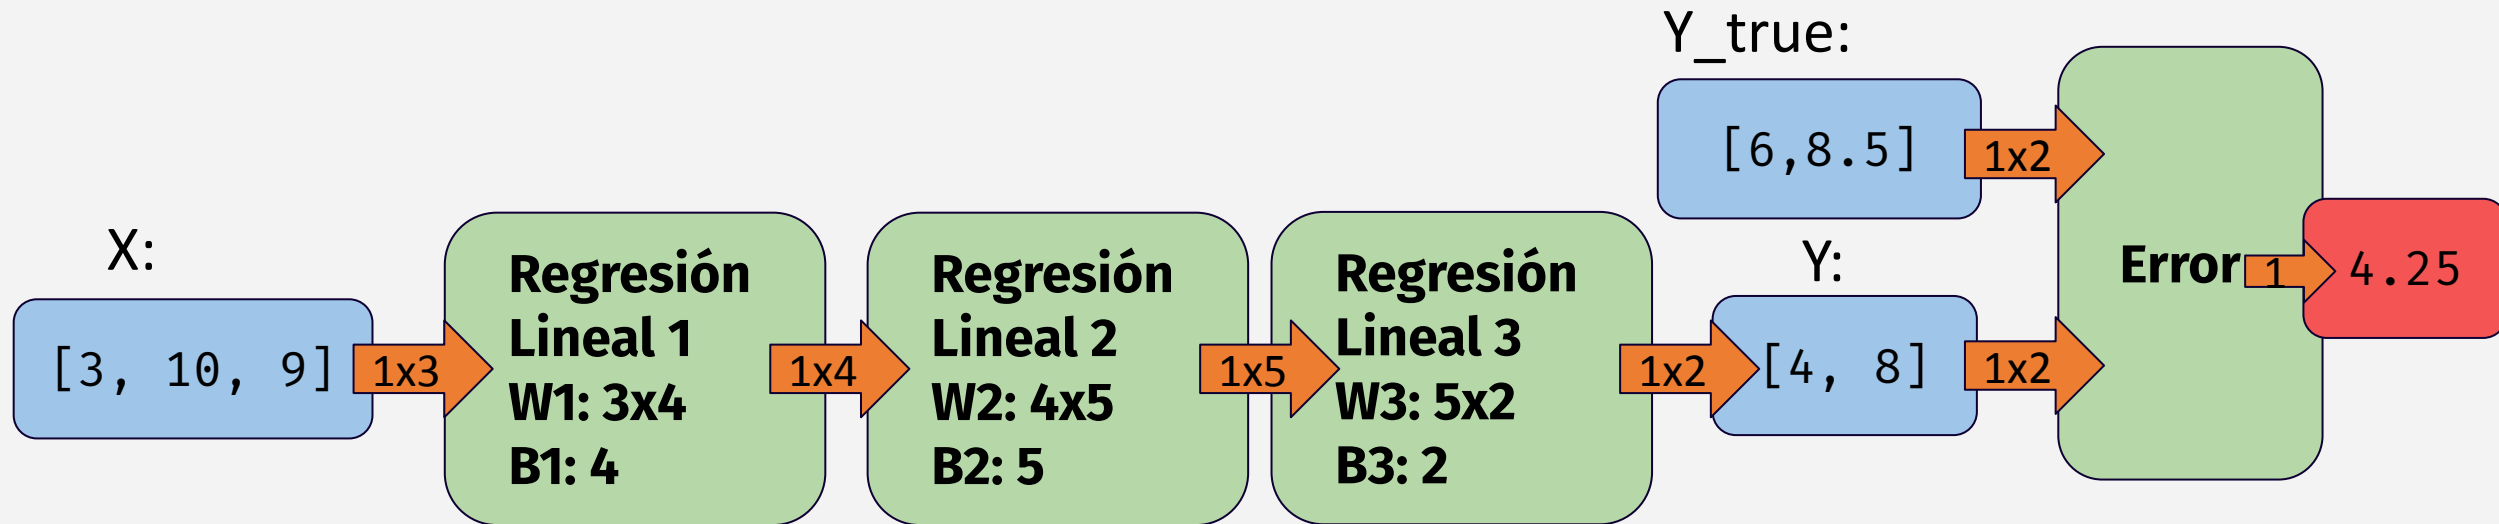 X:
[3, 10, 9]
1x3
Regresión
Lineal 1
W1: 3x4
B1: 4
1x4
Regresión
Lineal 2
W2: 4x5
B2: 5
1x5
Regresión
Lineal 3
W3: 5x2
B3: 2
1x2
Y_true:
[6,8.5]
1x2
Y:
[4, 8]
1x2
Error
1
4.25